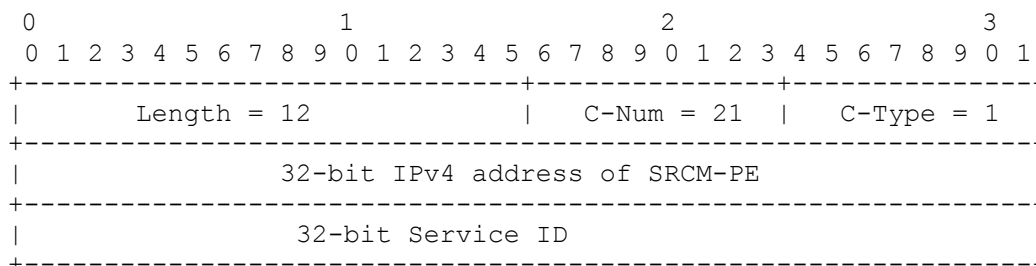 0 1 2 3
0 1 2 3 4 5 6 7 8 9 0 1 2 3 4 5 6 7 8 9 0 1 2 3 4 5 6 7 8 9 0 1
+-------------------------------+---------------+----------------
| Length = 12 | C-Num = 21 | C-Type = 1
+----------------------------------------------------------------
| 32-bit IPv4 address of SRCM-PE
+----------------------------------------------------------------
| 32-bit Service ID
+----------------------------------------------------------------